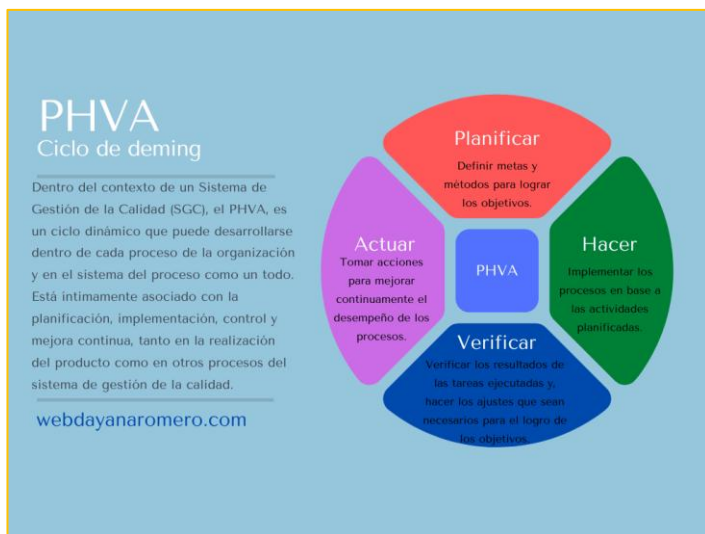 PHVA
Ciclo de deming
Dentro del contexto de un Sistema de
Gestión de la Calidad (SGC), el PHVA, es
un ciclo dinámico que puede desarrollarse
dentro de cada proceso de la organización
y en el sistema del proceso como un todo.
Está íntimamente asociado con la
planificación, implementación, control y
mejora continua, tanto en la realización
del producto como en otros procesos del
sistema de gestión de la calidad.
webdayanaromero.com
Planificar
Definir metas y
métodos para lograr
los objetivos.
Hacer
Implementar los
procesos en base a
las actividades
planificadas.
Verificar
Verificar los resultados de
las tareas ejecutadas y,
hacer los ajustes que sean
necesarios para el logro de
los objetivos.
Actuar
Tomar acciones
para mejorar
continuamente el
desempeño de los
procesos.
PHVA